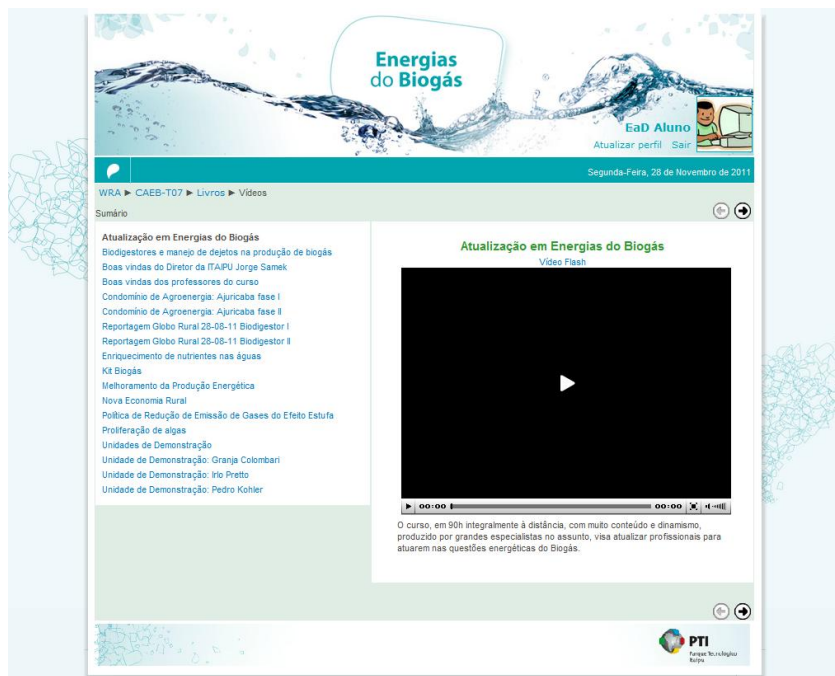 Energias
do Biogás
EaD Aluno
Atualizar perfil Sair
Segunda-Feira, 28 de Novembro de 2011
WRA ► CAEB-T07 ► Livros ► Vídeos
Sumário
Atualização em Energias do Biogás
Biodigestores e manejo de dejetos na produção de biogás
Boas vindas do Diretor da ITAIPU Jorge Samek
Boas vindas dos professores do curso
Condomínio de Agroenergia: Ajuricaba fase I
Condomínio de Agroenergia: Ajuricaba fase II
Reportagem Globo Rural 28-08-11 Biodigestor I
Reportagem Globo Rural 28-08-11 Biodigestor II
Enriquecimento de nutrientes nas águas
Kit Biogás
Melhoramento da Produção Energética
Nova Economia Rural
Política de Redução de Emissão de Gases do Efeito Estufa
Proliferação de algas
Unidades de Demonstração
Unidade de Demonstração: Granja Colombari
Unidade de Demonstração: Irlo Pretto
Unidade de Demonstração: Pedro Kohler
Atualização em Energias do Biogás
Vídeo Flash
00:00 00:00
O curso, em 90h integralmente à distância, com muito conteúdo e dinamismo,
produzido por grandes especialistas no assunto, visa atualizar profissionais para
atuarem nas questões energéticas do Biogás.
PTI
Parque Tecnológico
Itaipu